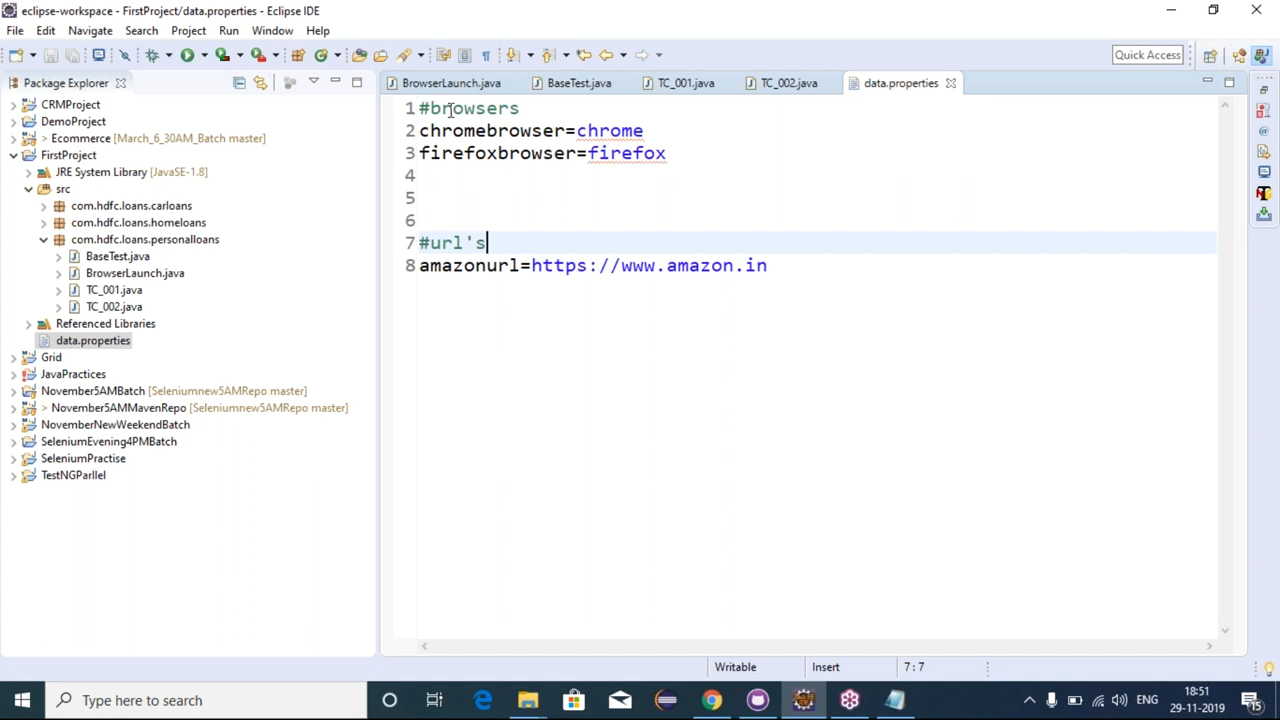 eclipse-workspace - FirstProject/data.properties - Eclipse IDE
File Edit Navigate Search Project Run Window Help
Quick Access
Package Explorer
BrowserLaunch.java BaseTest.java TC_001.java TC_002.java data.properties
CRMProject
DemoProject
> Ecommerce [March_6_30AM_Batch master]
FirstProject
JRE System Library [JavaSE-1.8]
src
com.hdfc.loans.carloans
com.hdfc.loans.homeloans
com.hdfc.loans.personalloans
BaseTest.java
BrowserLaunch.java
TC_001.java
TC_002.java
Referenced Libraries
data.properties
Grid
JavaPractices
November5AMBatch [Seleniumnew5AMRepo master]
> November5AMMavenRepo [Seleniumnew5AMRepo master]
NovemberNewWeekendBatch
SeleniumEvening4PMBatch
SeleniumPractise
TestNGParllel
1 #browsers
2 chromebrowser=chrome
3 firefoxbrowser=firefox
4
5
6
7 #url's
8 amazonurl=https://www.amazon.in
Writable Insert 7 : 7
Type here to search
ENG
18:51
29-11-2019
15